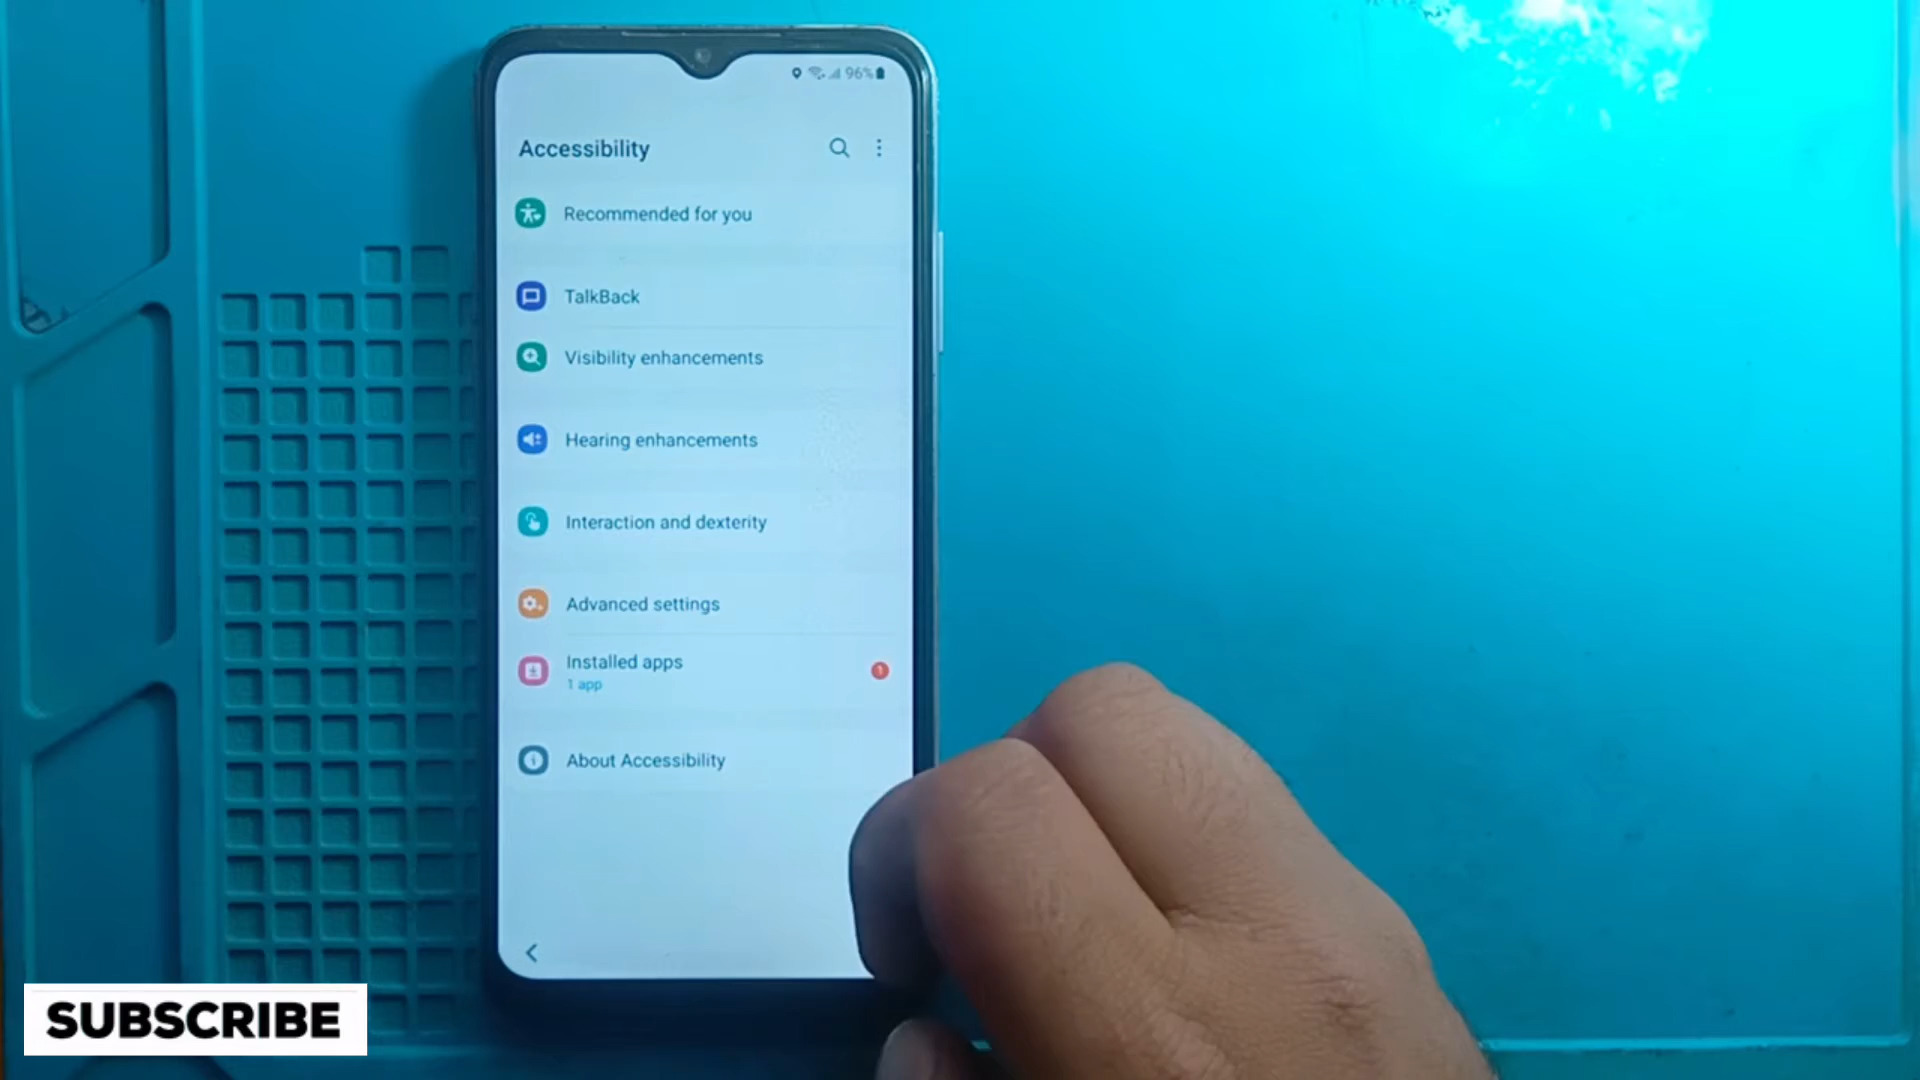 96%
Accessibility
Recommended for you
TalkBack
Visibility enhancements
Hearing enhancements
Interaction and dexterity
Advanced settings
Installed apps
1 app
1
About Accessibility
SUBSCRIBE